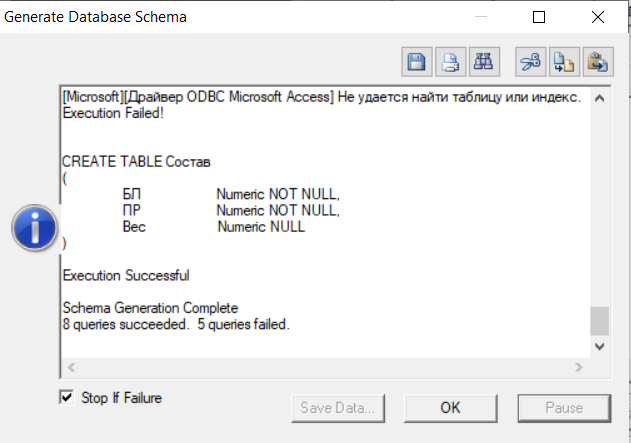 Generate Database Schema
[Microsoft][Драйвер ODBC Microsoft Access] Не удается найти таблицу или индекс.
Execution Failed!
CREATE TABLE Состав
(
БП Numeric NOT NULL,
ПР Numeric NOT NULL,
Вес Numeric NULL
)
Execution Successful
Schema Generation Complete
8 queries succeeded. 5 queries failed.
Stop If Failure
Save Data...
OK
Pause